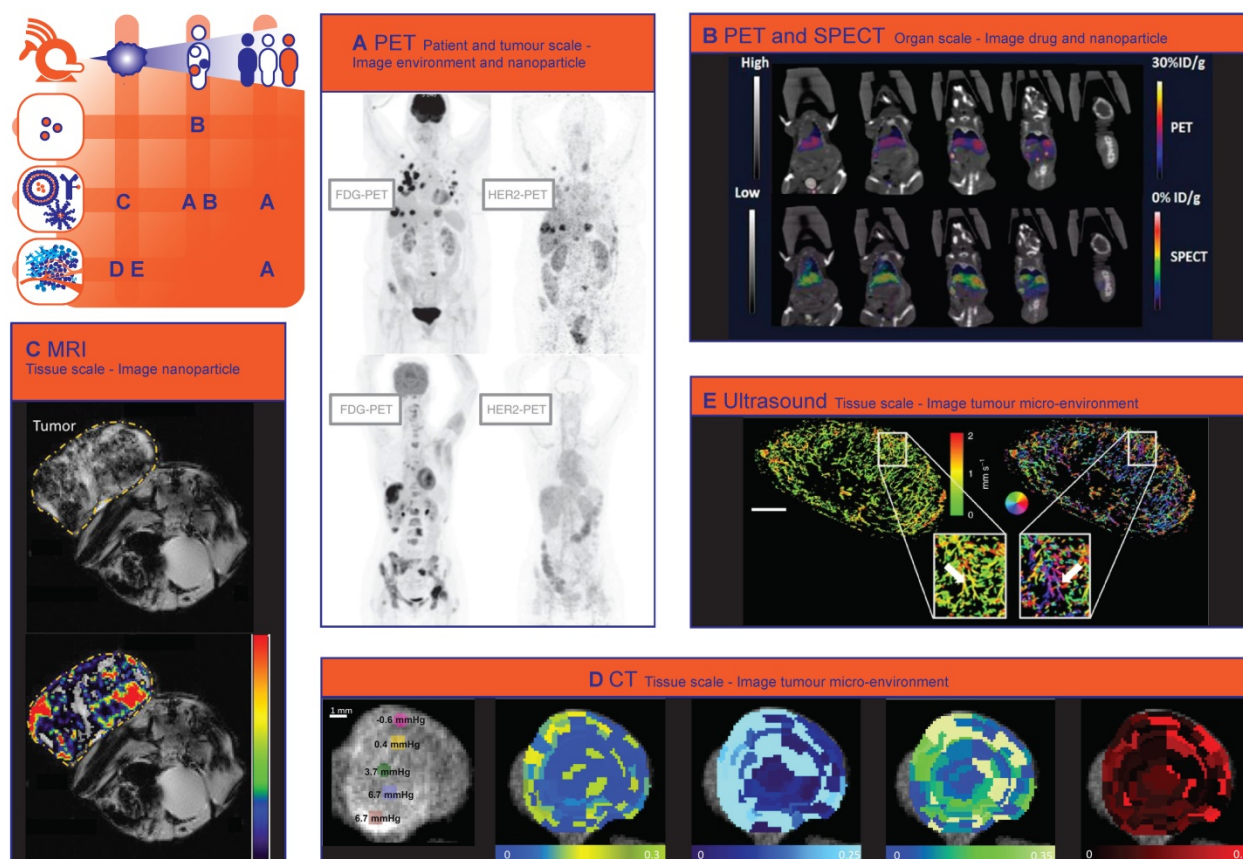 B
C
A B
A
D E
A
A PET Patient and tumour scale -
Image environment and nanoparticle
FDG-PET
HER2-PET
FDG-PET
HER2-PET
B PET and SPECT Organ scale - Image drug and nanoparticle
High
Low
30%ID/g
PET
0% ID/g
SPECT
C MRI
Tissue scale - Image nanoparticle
Tumor
E Ultrasound Tissue scale - Image tumour micro-environment
2
mm s⁻¹
0
D CT Tissue scale - Image tumour micro-environment
1 mm
-0.6 mmHg
0.4 mmHg
3.7 mmHg
6.7 mmHg
6.7 mmHg
0 0.3
0 0.25
0 0.35
0